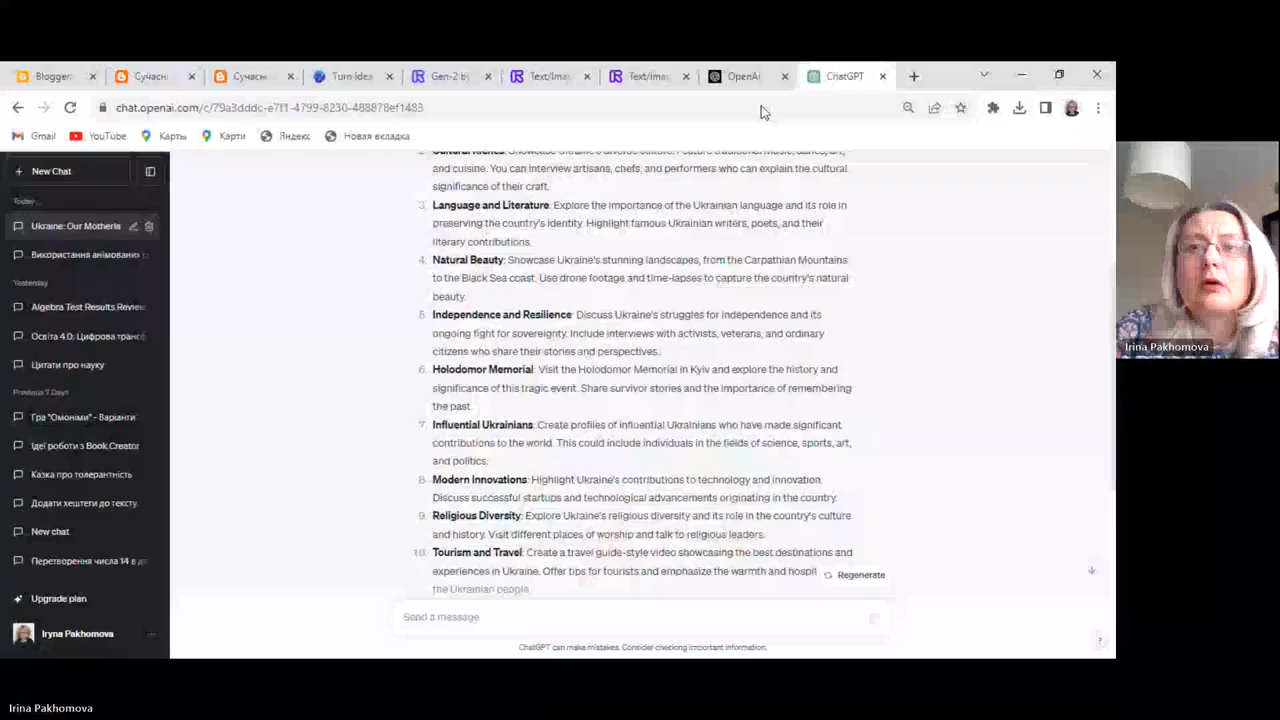 Blogger
Сучасн
Сучасн
Turn idea
Gen-2 by
Text/Imag
Text/Imag
OpenAI
ChatGPT
chat.openai.com/c/79a3dddc-e7f1-4799-8230-488878ef1483
Gmail
YouTube
Карты
Карти
Яндекс
Новая вкладка
New Chat
Today
Ukraine: Our Motherla
Використання анімованих
Yesterday
Algebra Test Results Review
Освіта 4.0: Цифрова транс
Цитати про науку
Previous 7 Days
Гра "Омоніми" - Варіанти
Ідеї роботи з Book Creator
Казка про толерантність
Додати хештеги до тексту.
New chat
Перетворення числа 14 в д
Upgrade plan
Iryna Pakhomova
and cuisine. You can interview artisans, chefs, and performers who can explain the cultural
significance of their craft.
3. Language and Literature: Explore the importance of the Ukrainian language and its role in
preserving the country's identity. Highlight famous Ukrainian writers, poets, and their
literary contributions.
4. Natural Beauty: Showcase Ukraine's stunning landscapes, from the Carpathian Mountains
to the Black Sea coast. Use drone footage and time-lapses to capture the country's natural
beauty.
5. Independence and Resilience: Discuss Ukraine's struggles for independence and its
ongoing fight for sovereignty. Include interviews with activists, veterans, and ordinary
citizens who share their stories and perspectives.
6. Holodomor Memorial: Visit the Holodomor Memorial in Kyiv and explore the history and
significance of this tragic event. Share survivor stories and the importance of remembering
the past.
7. Influential Ukrainians: Create profiles of influential Ukrainians who have made significant
contributions to the world. This could include individuals in the fields of science, sports, art,
and politics.
8. Modern Innovations: Highlight Ukraine's contributions to technology and innovation.
Discuss successful startups and technological advancements originating in the country.
9. Religious Diversity: Explore Ukraine's religious diversity and its role in the country's culture
and history. Visit different places of worship and talk to religious leaders.
10. Tourism and Travel: Create a travel guide-style video showcasing the best destinations and
experiences in Ukraine. Offer tips for tourists and emphasize the warmth and hospit
the Ukrainian people.
Regenerate
Send a message
ChatGPT can make mistakes. Consider checking important information.
?
Irina Pakhomova
Irina Pakhomova